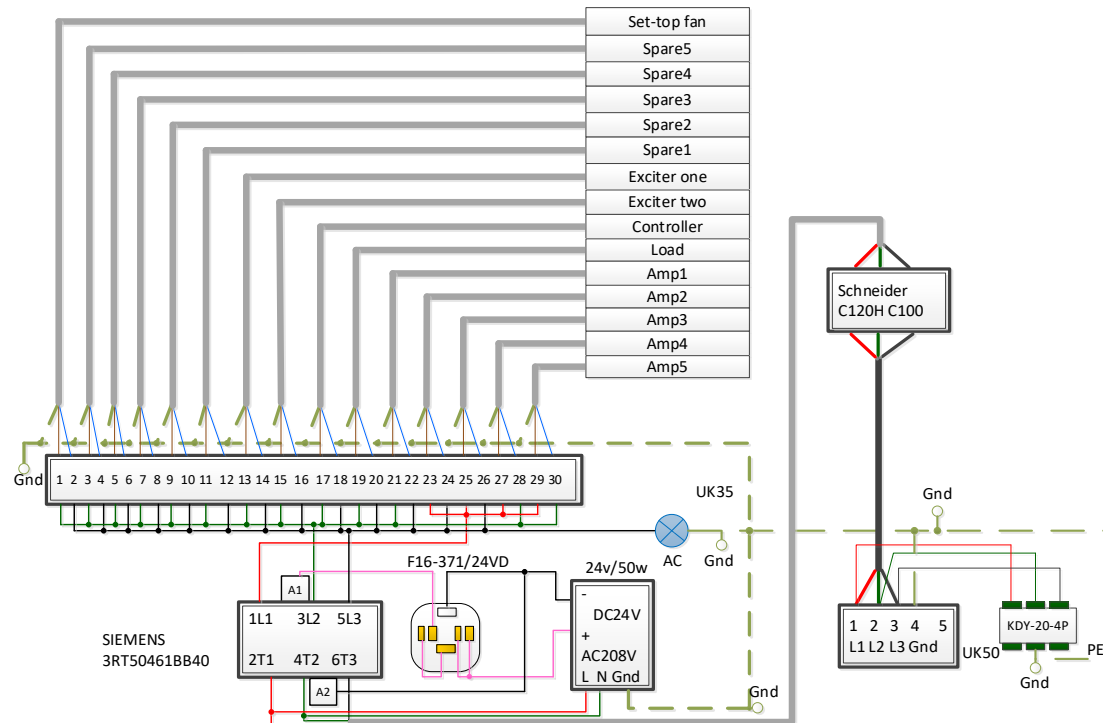 Set-top fan
Spare5
Spare4
Spare3
Spare2
Spare1
Exciter one
Exciter two
Controller
Load
Amp1
Amp2
Amp3
Amp4
Amp5
Schneider
C120H C100
Gnd
1 2 3 4 5 6 7 8 9 10 11 12 13 14 15 16 17 18 19 20 21 22 23 24 25 26 27 28 29 30
UK35
Gnd
AC
Gnd
F16-371/24VD
24v/50w
A1
1L1 3L2 5L3
2T1 4T2 6T3
A2
SIEMENS
3RT50461BB40
-
DC24V
+
AC208V
L N Gnd
Gnd
1 2 3 4 5
L1 L2 L3 Gnd
UK50
KDY-20-4P
PE
Gnd